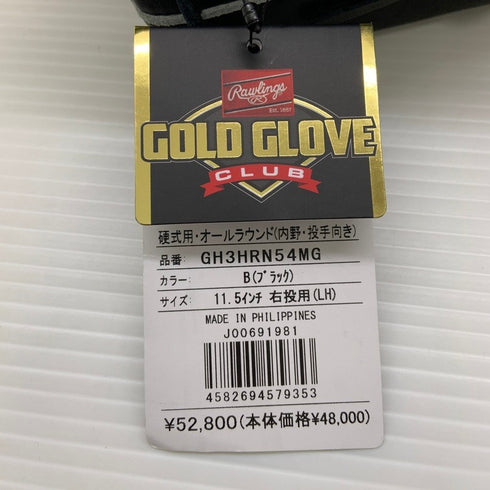 Rawlings
Est. 1887
GOLD GLOVE
CLUB
硬式用・オールラウンド(内野・投手向き)
品番: GH3HRN54MG
カラー: B(ブラック)
サイズ: 11.5インチ 右投用(LH)
MADE IN PHILIPPINES
J00691981
4582694579353
¥52,800(本体価格¥48,000)